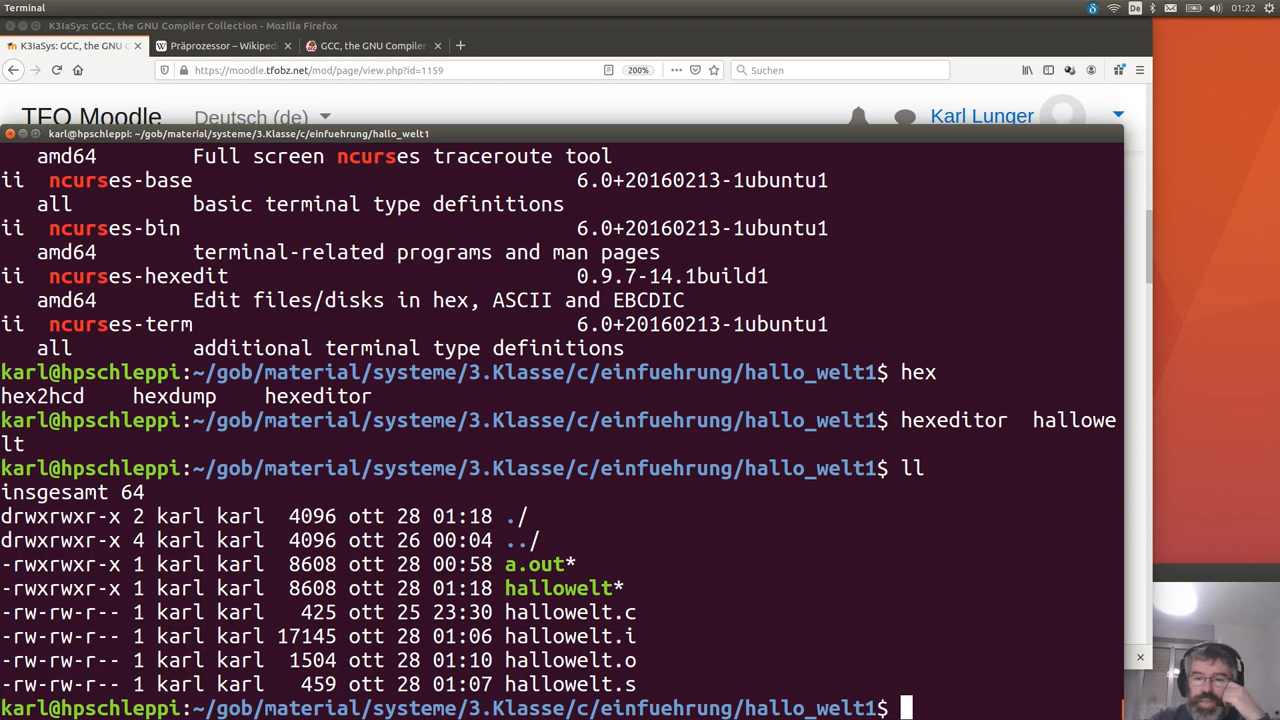 Terminal
De
01:22
K3IaSys: GCC, the GNU Compiler Collection - Mozilla Firefox
K3IaSys: GCC, the GNU C
Präprozessor – Wikiped
GCC, the GNU Compiler
https://moodle.tfobz.net/mod/page/view.php?id=1159
200%
Suchen
TFO Moodle
Deutsch (de)
Karl Lunger
karl@hpschleppi: ~/gob/material/systeme/3.Klasse/c/einfuehrung/hallo_welt1
amd64 Full screen ncurses traceroute tool
ii ncurses-base 6.0+20160213-1ubuntu1
all basic terminal type definitions
ii ncurses-bin 6.0+20160213-1ubuntu1
amd64 terminal-related programs and man pages
ii ncurses-hexedit 0.9.7-14.1build1
amd64 Edit files/disks in hex, ASCII and EBCDIC
ii ncurses-term 6.0+20160213-1ubuntu1
all additional terminal type definitions
karl@hpschleppi:~/gob/material/systeme/3.Klasse/c/einfuehrung/hallo_welt1$ hex
hex2hcd hexdump hexeditor
karl@hpschleppi:~/gob/material/systeme/3.Klasse/c/einfuehrung/hallo_welt1$ hexeditor hallowe
lt
karl@hpschleppi:~/gob/material/systeme/3.Klasse/c/einfuehrung/hallo_welt1$ ll
insgesamt 64
drwxrwxr-x 2 karl karl 4096 ott 28 01:18 ./
drwxrwxr-x 4 karl karl 4096 ott 26 00:04 ../
-rwxrwxr-x 1 karl karl 8608 ott 28 00:58 a.out*
-rwxrwxr-x 1 karl karl 8608 ott 28 01:18 hallowelt*
-rw-rw-r-- 1 karl karl 425 ott 25 23:30 hallowelt.c
-rw-rw-r-- 1 karl karl 17145 ott 28 01:06 hallowelt.i
-rw-rw-r-- 1 karl karl 1504 ott 28 01:10 hallowelt.o
-rw-rw-r-- 1 karl karl 459 ott 28 01:07 hallowelt.s
karl@hpschleppi:~/gob/material/systeme/3.Klasse/c/einfuehrung/hallo_welt1$